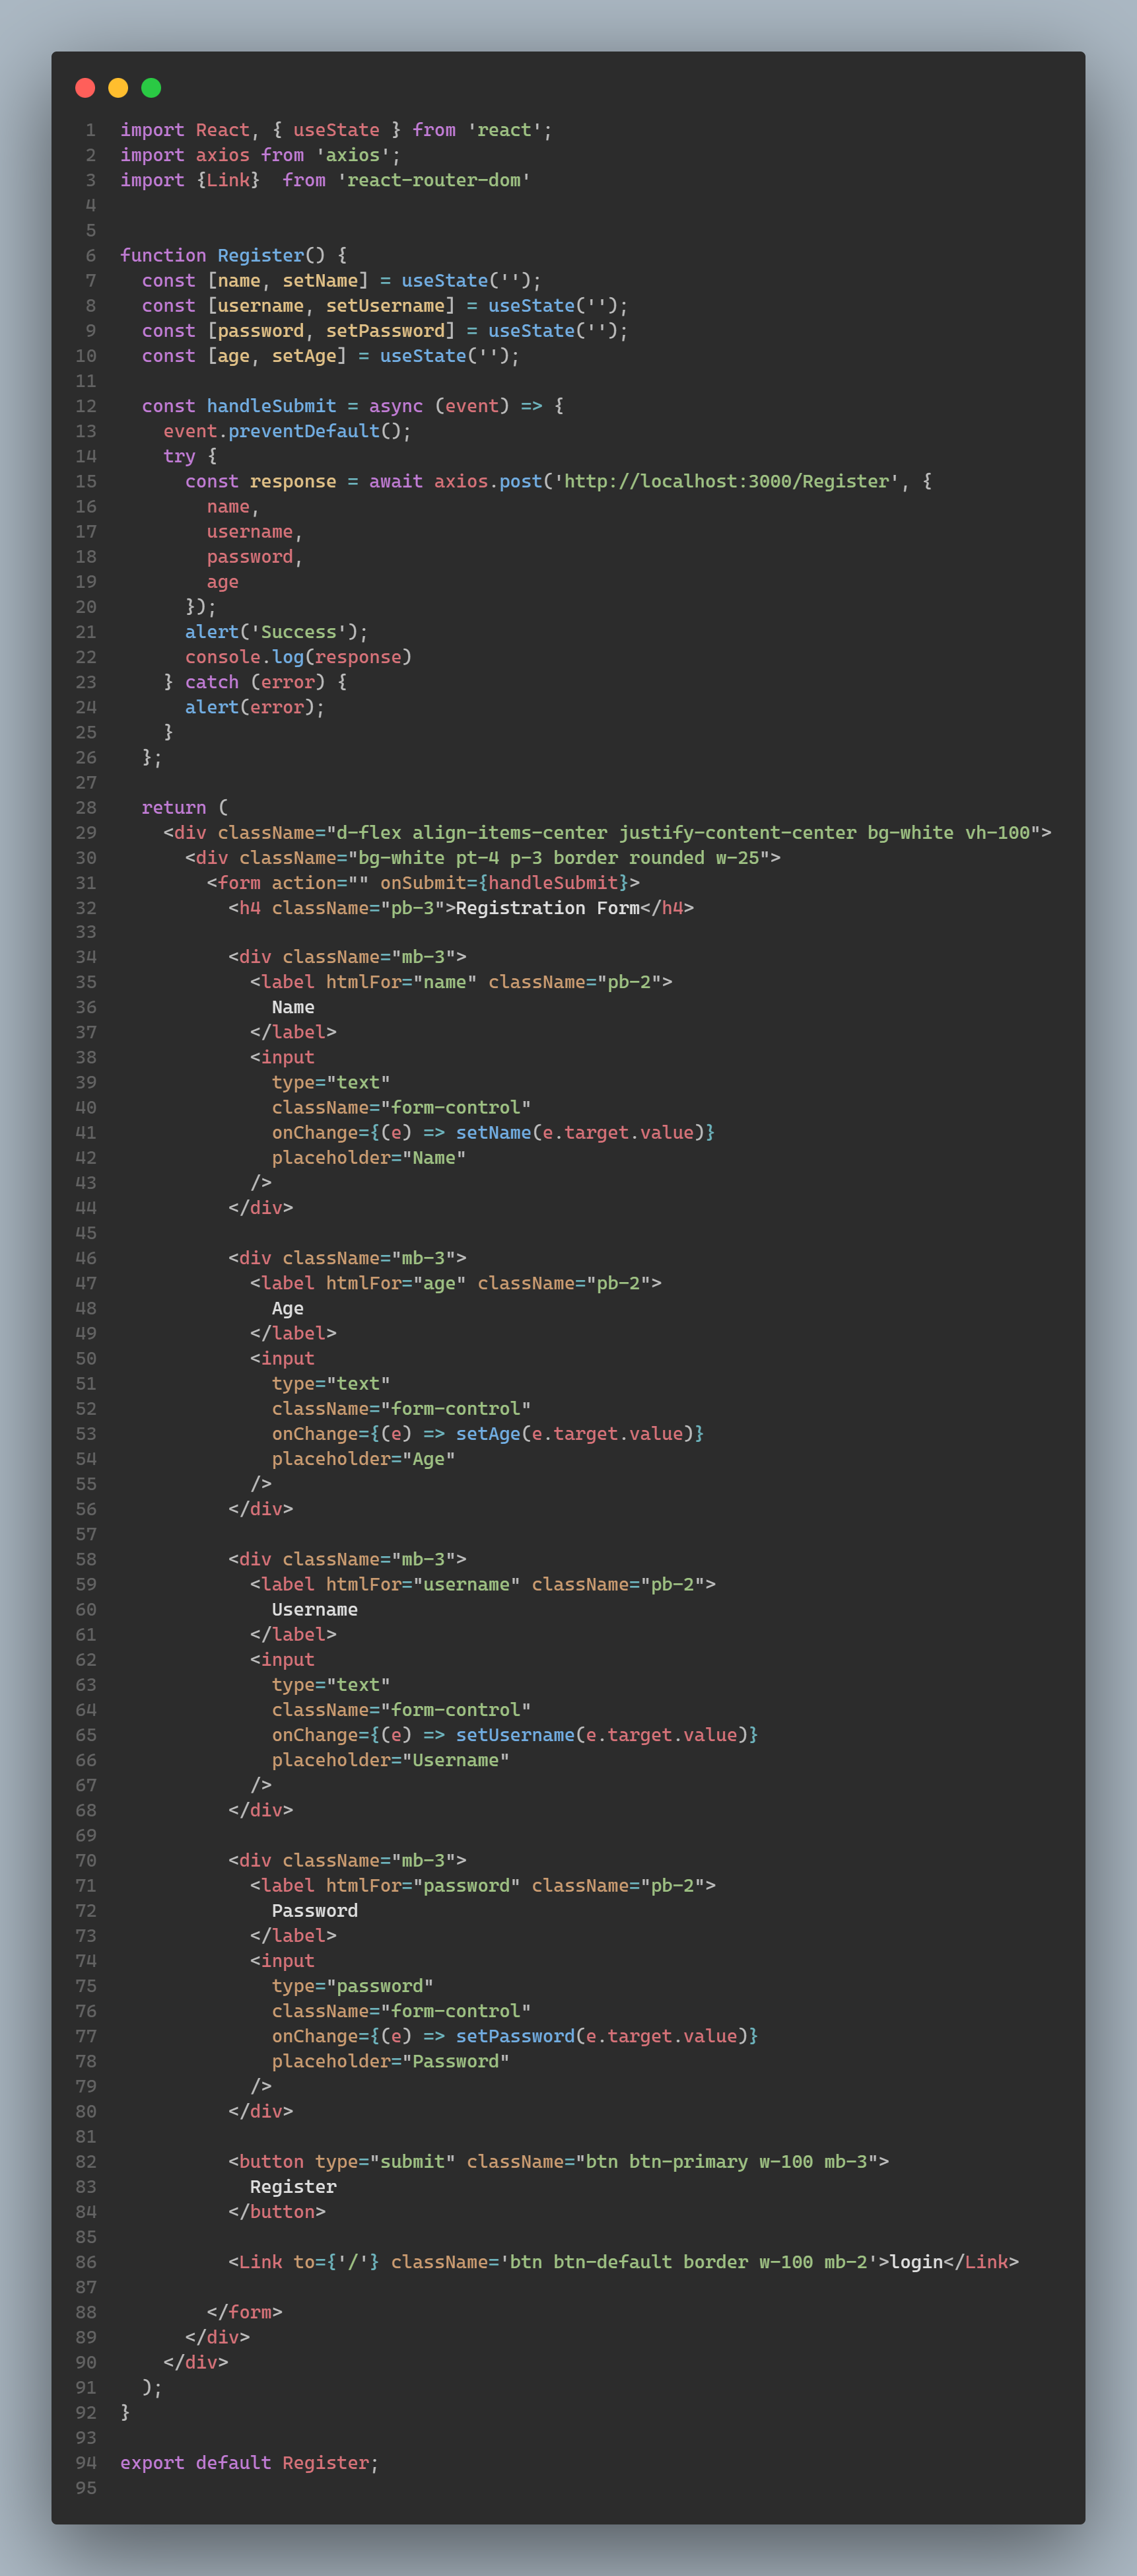 1 import React, { useState } from 'react';
2 import axios from 'axios';
3 import {Link}  from 'react-router-dom'
4
5
6 function Register() {
7   const [name, setName] = useState('');
8   const [username, setUsername] = useState('');
9   const [password, setPassword] = useState('');
10   const [age, setAge] = useState('');
11
12   const handleSubmit = async (event) => {
13     event.preventDefault();
14     try {
15       const response = await axios.post('http://localhost:3000/Register', {
16         name,
17         username,
18         password,
19         age
20       });
21       alert('Success');
22       console.log(response)
23     } catch (error) {
24       alert(error);
25     }
26   };
27
28   return (
29     <div className="d-flex align-items-center justify-content-center bg-white vh-100">
30       <div className="bg-white pt-4 p-3 border rounded w-25">
31         <form action="" onSubmit={handleSubmit}>
32           <h4 className="pb-3">Registration Form</h4>
33
34           <div className="mb-3">
35             <label htmlFor="name" className="pb-2">
36               Name
37             </label>
38             <input
39               type="text"
40               className="form-control"
41               onChange={(e) => setName(e.target.value)}
42               placeholder="Name"
43             />
44           </div>
45
46           <div className="mb-3">
47             <label htmlFor="age" className="pb-2">
48               Age
49             </label>
50             <input
51               type="text"
52               className="form-control"
53               onChange={(e) => setAge(e.target.value)}
54               placeholder="Age"
55             />
56           </div>
57
58           <div className="mb-3">
59             <label htmlFor="username" className="pb-2">
60               Username
61             </label>
62             <input
63               type="text"
64               className="form-control"
65               onChange={(e) => setUsername(e.target.value)}
66               placeholder="Username"
67             />
68           </div>
69
70           <div className="mb-3">
71             <label htmlFor="password" className="pb-2">
72               Password
73             </label>
74             <input
75               type="password"
76               className="form-control"
77               onChange={(e) => setPassword(e.target.value)}
78               placeholder="Password"
79             />
80           </div>
81
82           <button type="submit" className="btn btn-primary w-100 mb-3">
83             Register
84           </button>
85
86           <Link to={'/'} className='btn btn-default border w-100 mb-2'>login</Link>
87
88         </form>
89       </div>
90     </div>
91   );
92 }
93
94 export default Register;
95